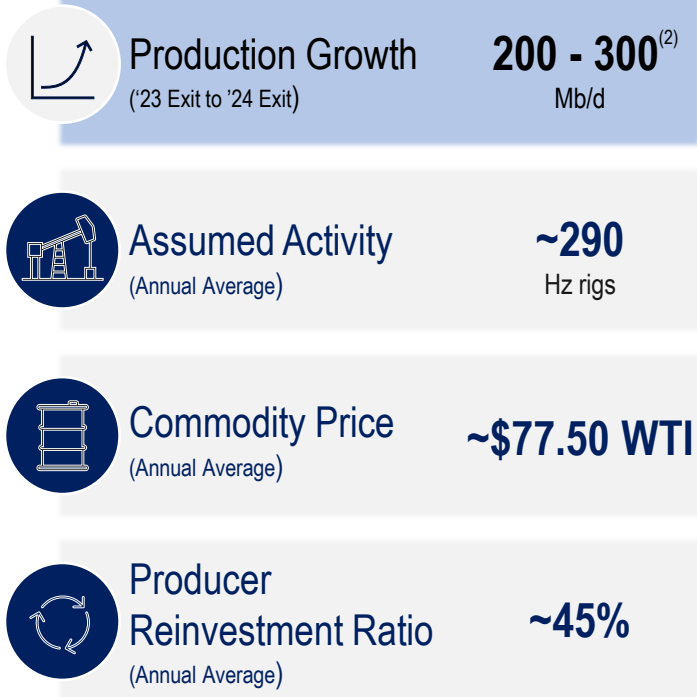 Production Growth
(‘23 Exit to ’24 Exit)
200 - 300(2)
Mb/d
Assumed Activity
(Annual Average)
~290
Hz rigs
Commodity Price
(Annual Average)
~$77.50 WTI
Producer
Reinvestment Ratio
(Annual Average)
~45%